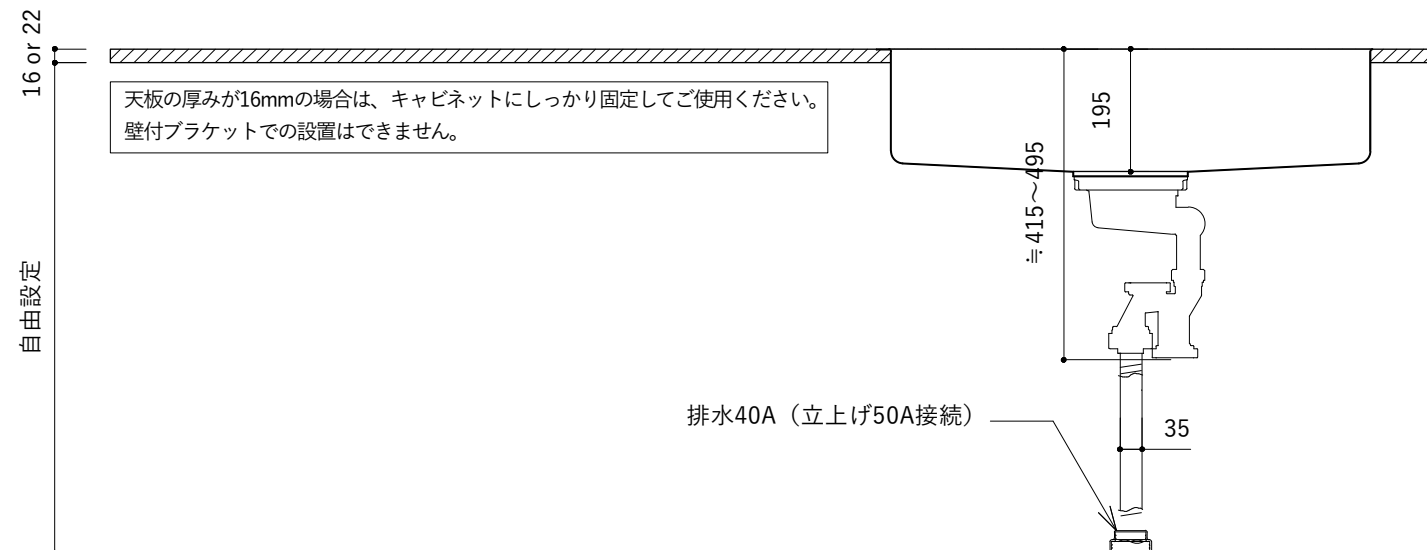 16 or 22
天板の厚みが16mmの場合は、キャビネットにしっかり固定してご使用ください。
壁付ブラケットでの設置はできません。
195
≒415～495
自由設定
排水40A（立上げ50A接続）
35